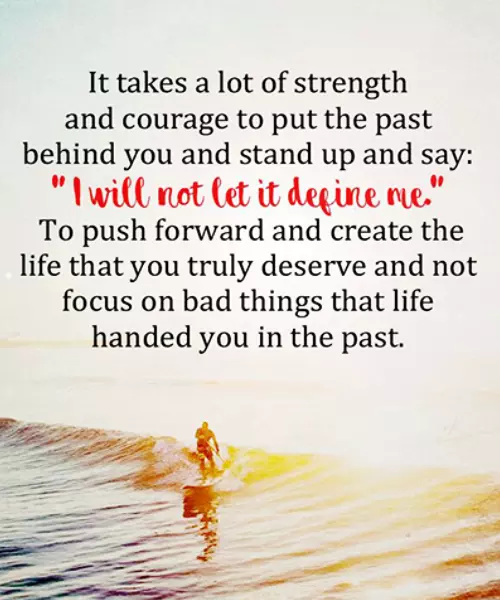 It takes a lot of strength
and courage to put the past
behind you and stand up and say:
"I will not let it define me."
To push forward and create the
life that you truly deserve and not
focus on bad things that life
handed you in the past.